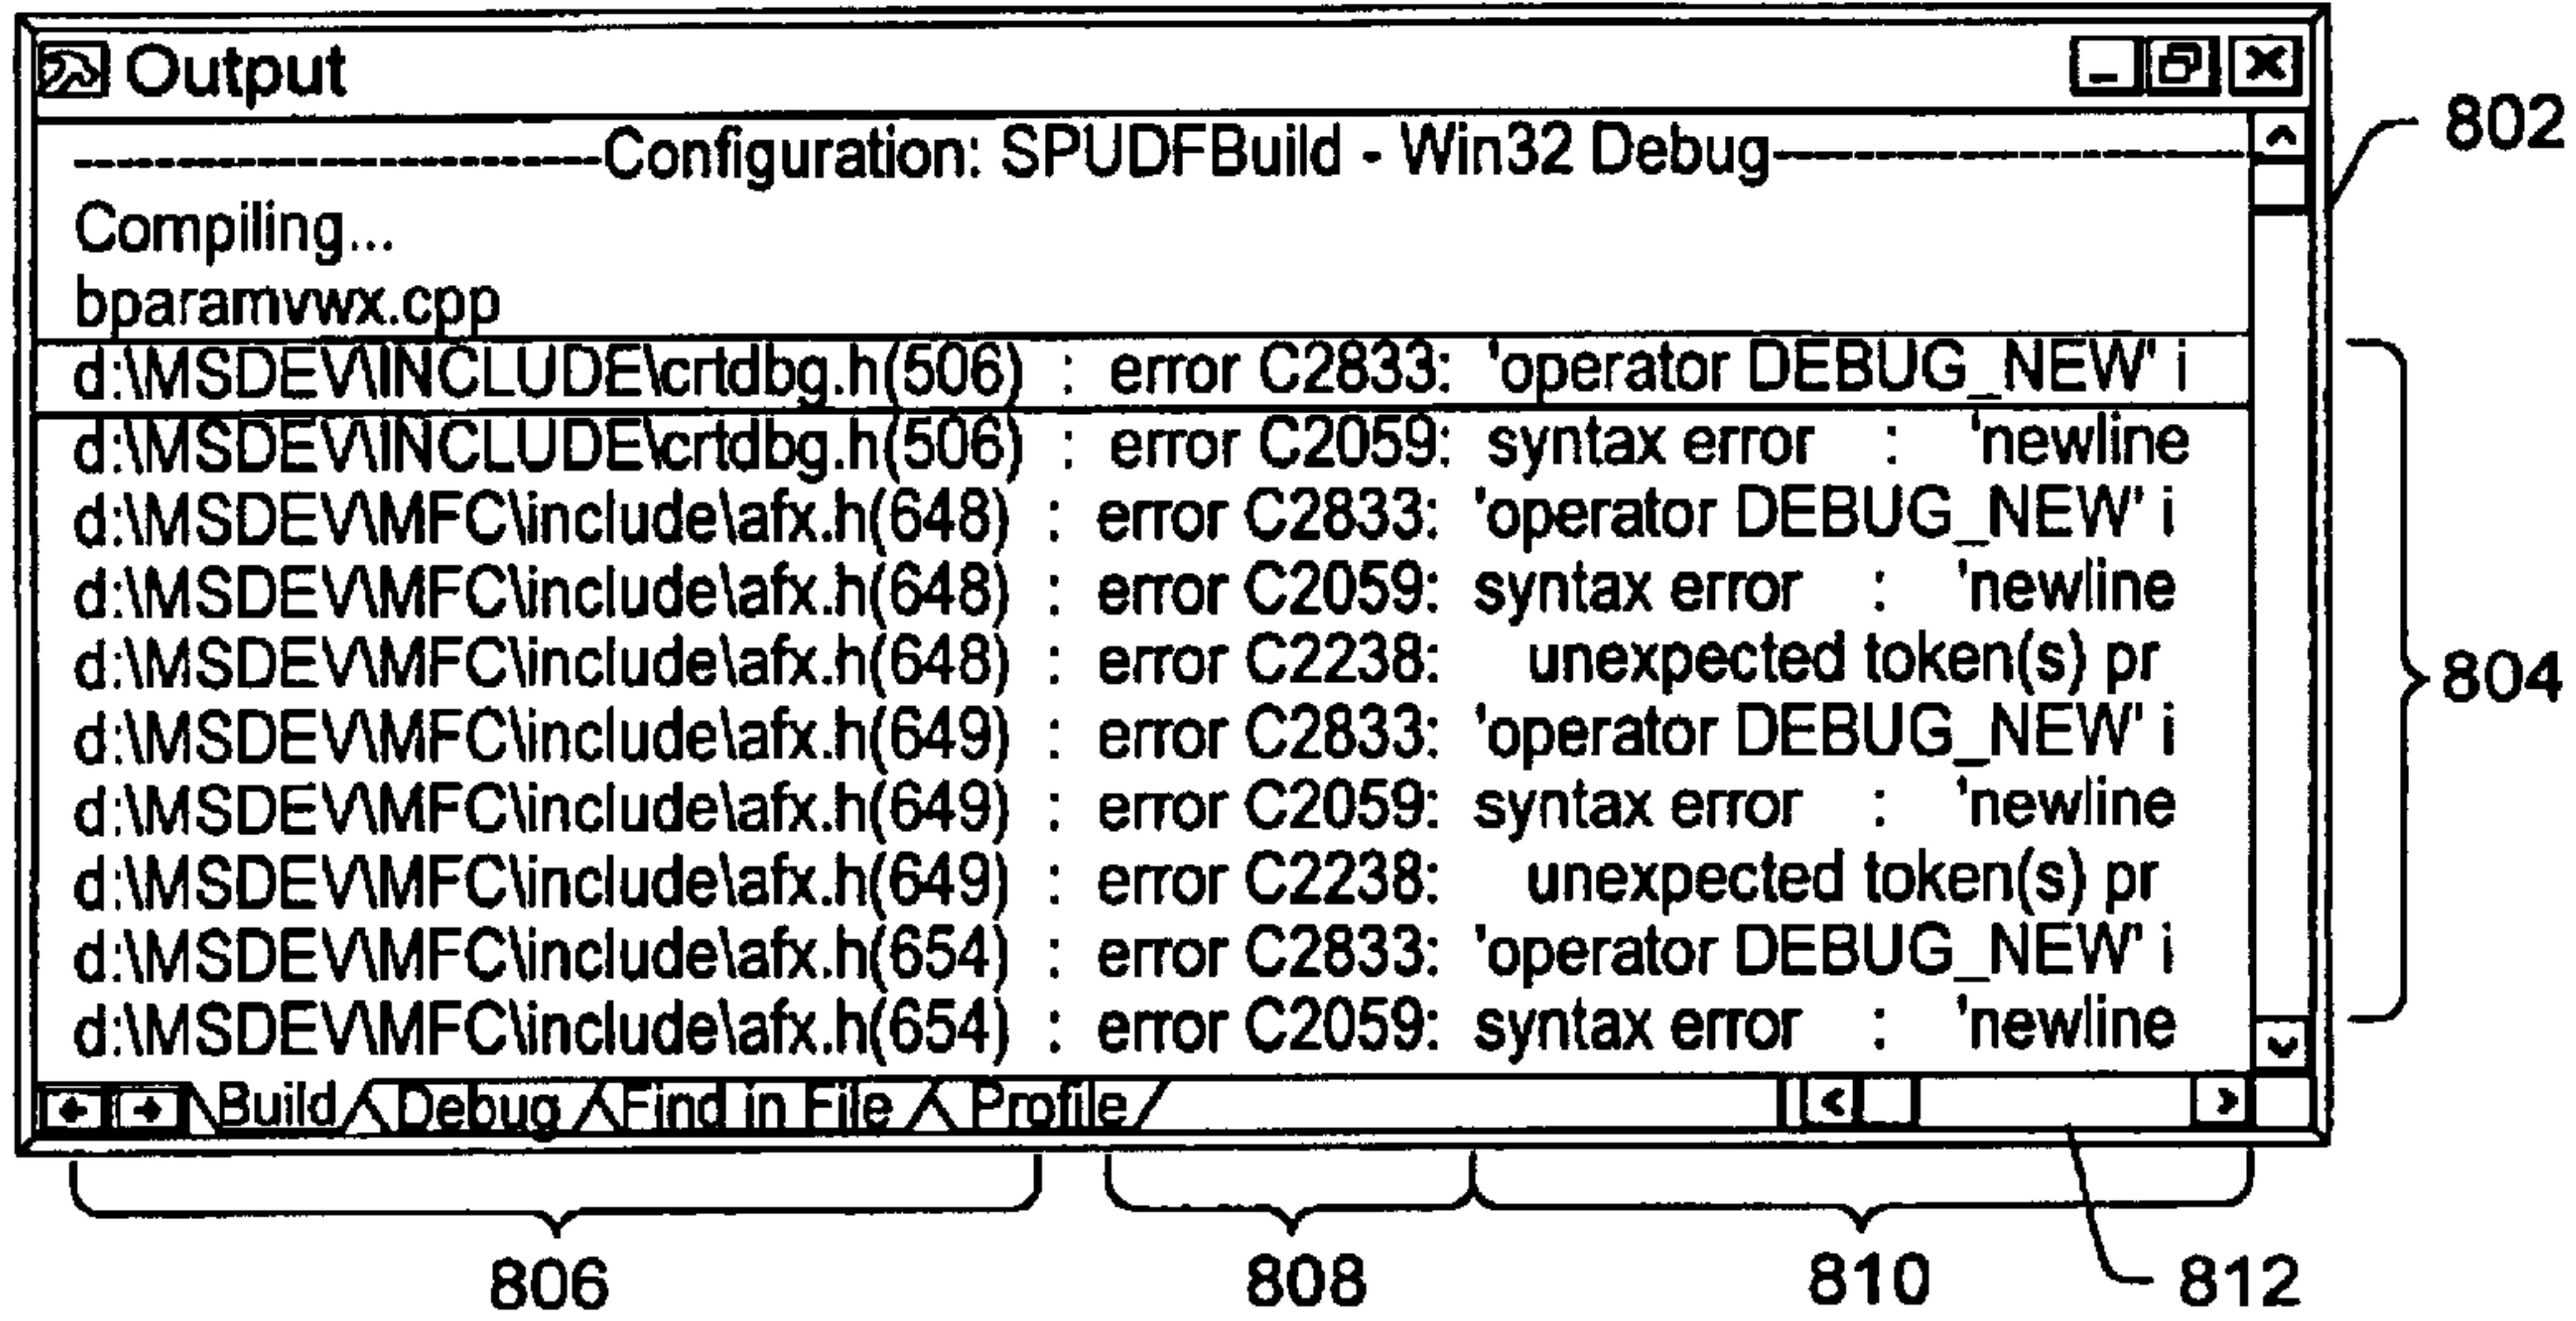 Output
-------------------------Configuration: SPUDFBuild - Win32 Debug-------------------------
802
Compiling...
bparamvwx.cpp
d:\MSDEV\INCLUDE\crtdbg.h(506) : error C2833: 'operator DEBUG_NEW' i
d:\MSDEV\INCLUDE\crtdbg.h(506) : error C2059: syntax error : 'newline
d:\MSDEV\MFC\include\afx.h(648) : error C2833: 'operator DEBUG_NEW' i
d:\MSDEV\MFC\include\afx.h(648) : error C2059: syntax error : 'newline
d:\MSDEV\MFC\include\afx.h(648) : error C2238: unexpected token(s) pr
804
d:\MSDEV\MFC\include\afx.h(649) : error C2833: 'operator DEBUG_NEW' i
d:\MSDEV\MFC\include\afx.h(649) : error C2059: syntax error : 'newline
d:\MSDEV\MFC\include\afx.h(649) : error C2238: unexpected token(s) pr
d:\MSDEV\MFC\include\afx.h(654) : error C2833: 'operator DEBUG_NEW' i
d:\MSDEV\MFC\include\afx.h(654) : error C2059: syntax error : 'newline
Build Debug Find in File Profile
806 808 810 812